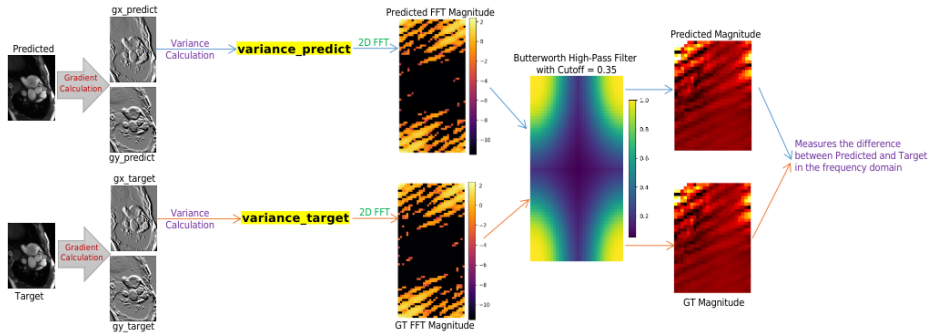 gx_predict
Predicted
Gradient
Calculation
gy_predict
Variance
Calculation
variance_predict
2D FFT
Predicted FFT Magnitude
2
0
−2
−4
−6
−8
−10
Butterworth High-Pass Filter
with Cutoff = 0.35
1.0
0.8
0.6
0.4
0.2
Predicted Magnitude
Measures the difference
between Predicted and Target
in the frequency domain
gx_target
Target
Gradient
Calculation
gy_target
Variance
Calculation
variance_target
2D FFT
2
0
−2
−4
−6
−8
−10
GT FFT Magnitude
GT Magnitude